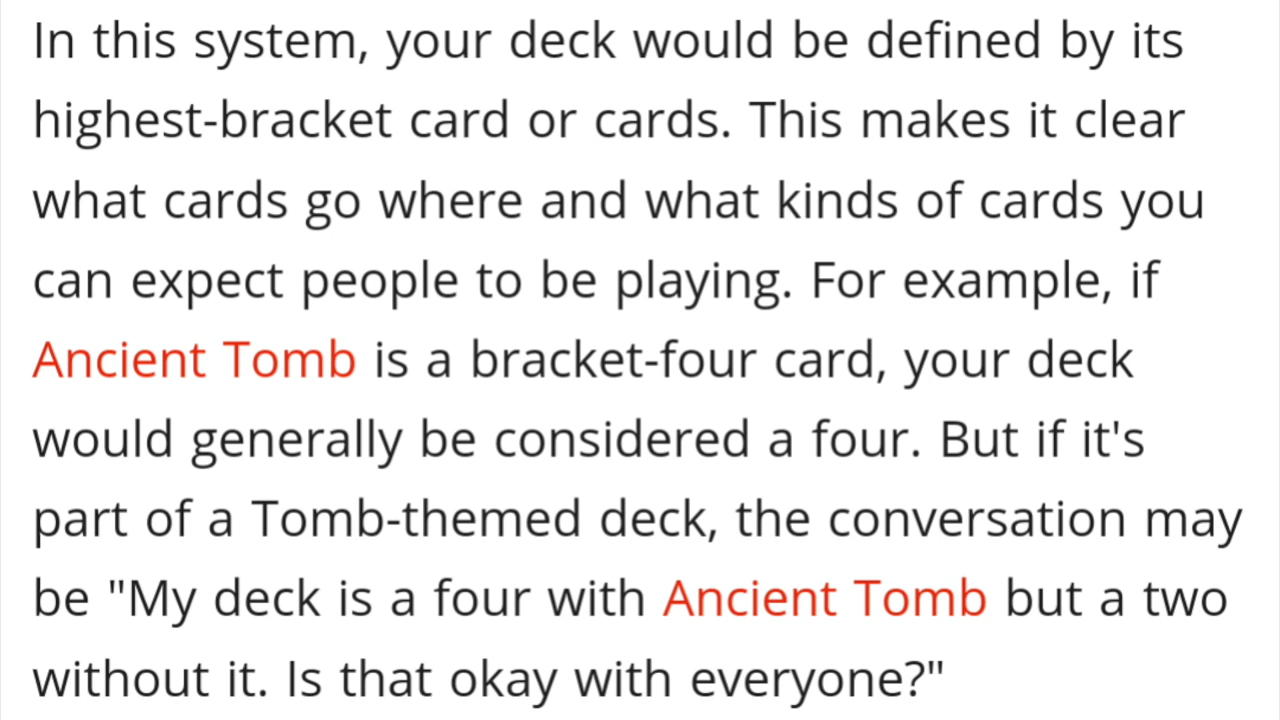 In this system, your deck would be defined by its
highest-bracket card or cards. This makes it clear
what cards go where and what kinds of cards you
can expect people to be playing. For example, if
Ancient Tomb is a bracket-four card, your deck
would generally be considered a four. But if it's
part of a Tomb-themed deck, the conversation may
be "My deck is a four with Ancient Tomb but a two
without it. Is that okay with everyone?"